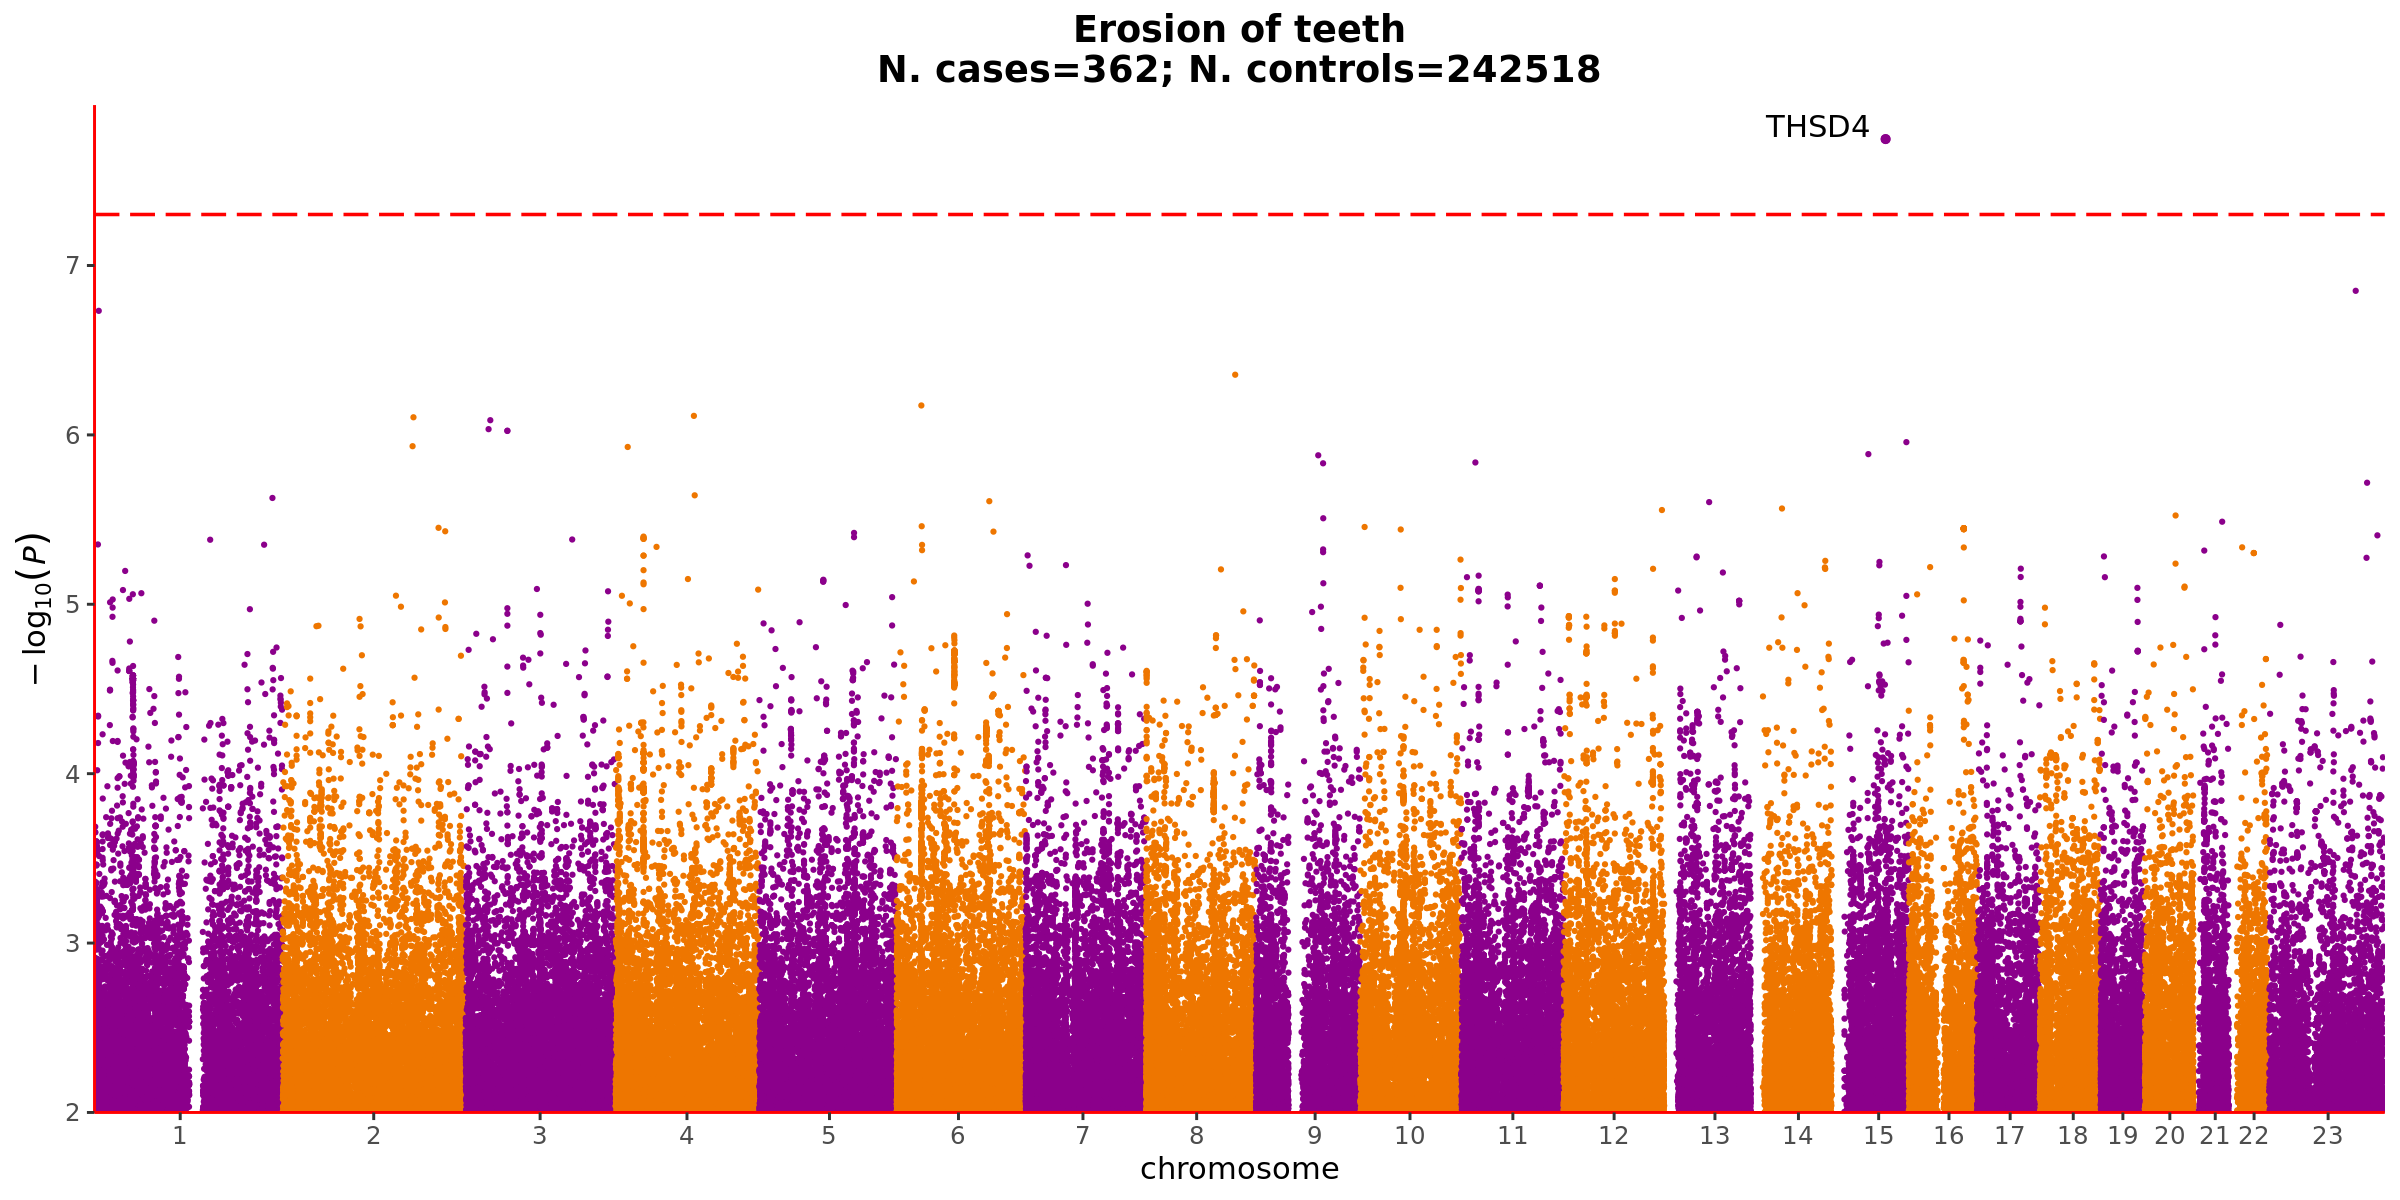 Erosion of teeth
N. cases=362; N. controls=242518
THSD4
7
6
5
4
3
2
−log10(P)
1 2 3 4 5 6 7 8 9 10 11 12 13 14 15 16 17 18 19 20 21 22 23
chromosome